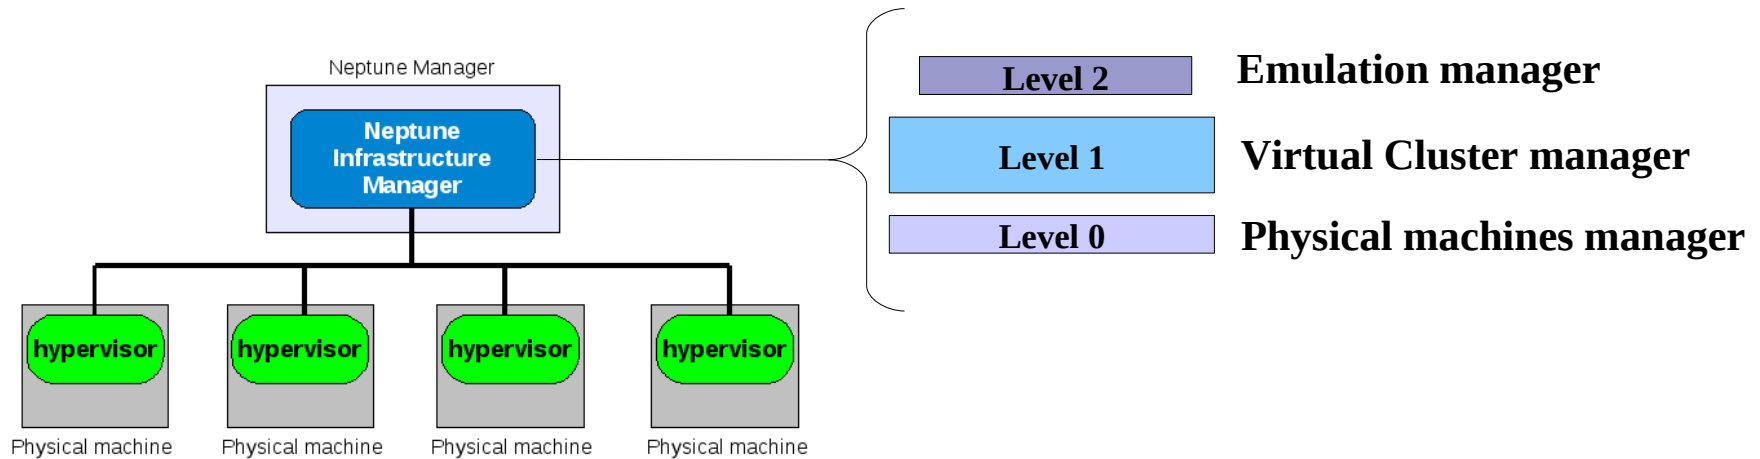 Neptune Manager
Neptune
Infrastructure
Manager
hypervisor
hypervisor
hypervisor
hypervisor
Physical machine
Physical machine
Physical machine
Physical machine
Level 2
Emulation manager
Level 1
Virtual Cluster manager
Level 0
Physical machines manager